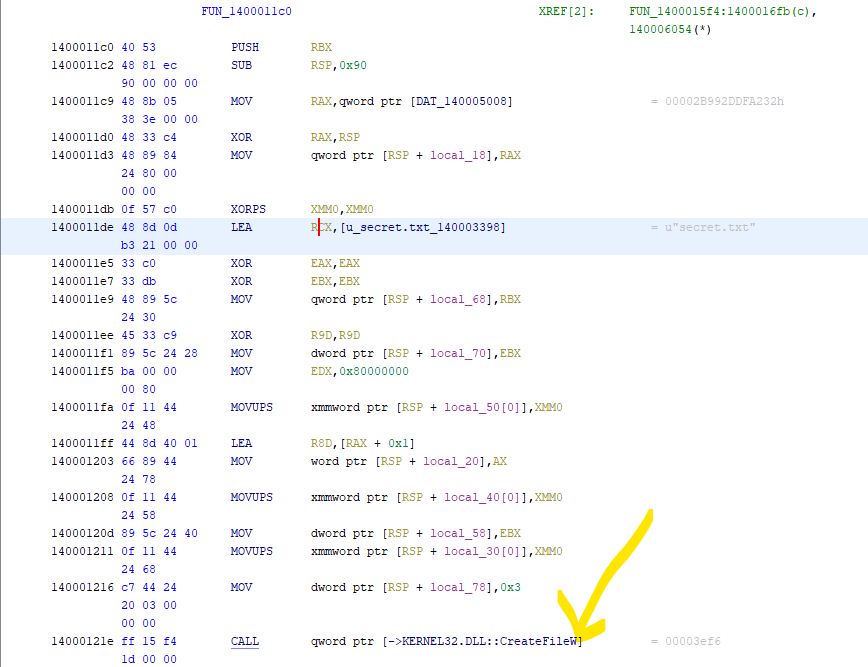 FUN_1400011c0 XREF[2]: FUN_1400015f4:1400016fb(c),
140006054(*)
1400011c0 40 53 PUSH RBX
1400011c2 48 81 ec SUB RSP,0x90
90 00 00 00
1400011c9 48 8b 05 MOV RAX,qword ptr [DAT_140005008] = 00002B992DDFA232h
38 3e 00 00
1400011d0 48 33 c4 XOR RAX,RSP
1400011d3 48 89 84 MOV qword ptr [RSP + local_18],RAX
24 80 00
00 00
1400011db 0f 57 c0 XORPS XMM0,XMM0
1400011de 48 8d 0d LEA RCX,[u_secret.txt_140003398] = u"secret.txt"
b3 21 00 00
1400011e5 33 c0 XOR EAX,EAX
1400011e7 33 db XOR EBX,EBX
1400011e9 48 89 5c MOV qword ptr [RSP + local_68],RBX
24 30
1400011ee 45 33 c9 XOR R9D,R9D
1400011f1 89 5c 24 28 MOV dword ptr [RSP + local_70],EBX
1400011f5 ba 00 00 MOV EDX,0x80000000
00 80
1400011fa 0f 11 44 MOVUPS xmmword ptr [RSP + local_50[0]],XMM0
24 48
1400011ff 44 8d 40 01 LEA R8D,[RAX + 0x1]
140001203 66 89 44 MOV word ptr [RSP + local_20],AX
24 78
140001208 0f 11 44 MOVUPS xmmword ptr [RSP + local_40[0]],XMM0
24 58
14000120d 89 5c 24 40 MOV dword ptr [RSP + local_58],EBX
140001211 0f 11 44 MOVUPS xmmword ptr [RSP + local_30[0]],XMM0
24 68
140001216 c7 44 24 MOV dword ptr [RSP + local_78],0x3
20 03 00
00 00
14000121e ff 15 f4 CALL qword ptr [->KERNEL32.DLL::CreateFileW] = 00003ef6
1d 00 00